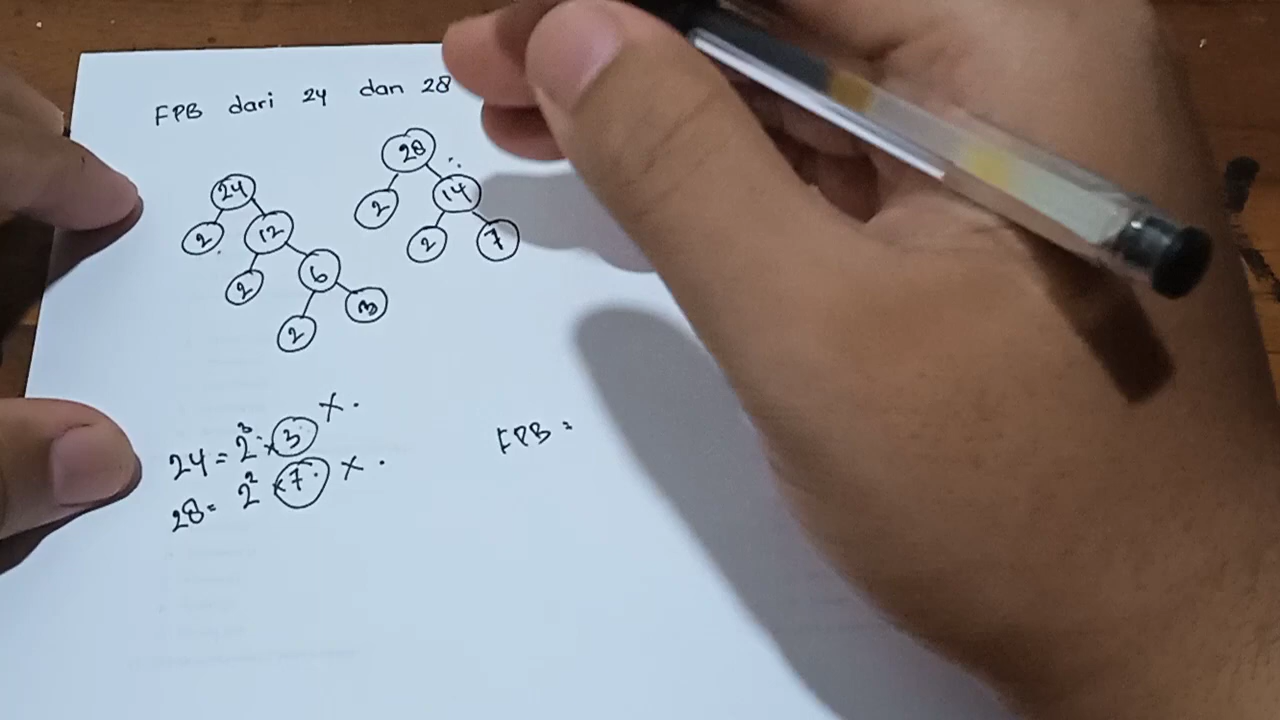 FPB dari 24 dan 28
28
24 2 14
2 12 2 7
2 6
2 3
24 = 2³ × 3 ×
28 = 2² × 7 ×
FPB =